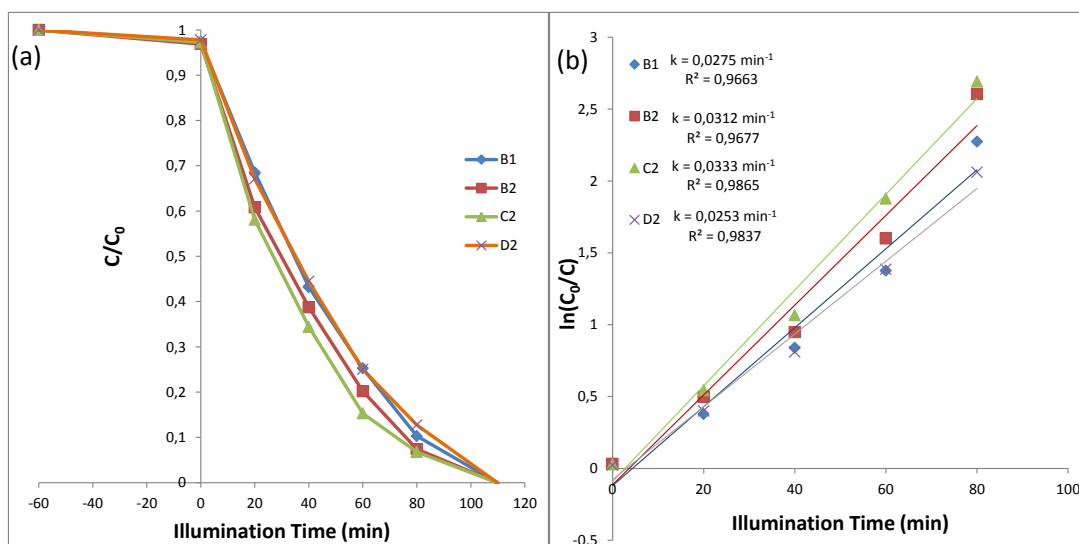 (a)
C/C₀
1
0,9
0,8
0,7
0,6
0,5
0,4
0,3
0,2
0,1
0
-60 -40 -20 0 20 40 60 80 100 120
Illumination Time (min)
B1
B2
C2
D2
(b)
ln(C₀/C)
3
2,5
2
1,5
1
0,5
0
-0,5
0 20 40 60 80 100
Illumination Time (min)
B1 k = 0,0275 min⁻¹
R² = 0,9663
B2 k = 0,0312 min⁻¹
R² = 0,9677
C2 k = 0,0333 min⁻¹
R² = 0,9865
D2 k = 0,0253 min⁻¹
R² = 0,9837